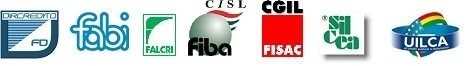 DIRCREDITO
FD
fabi
FALCRI
CISL
Fiba
CGIL
FISAC
Silcea
UILCA